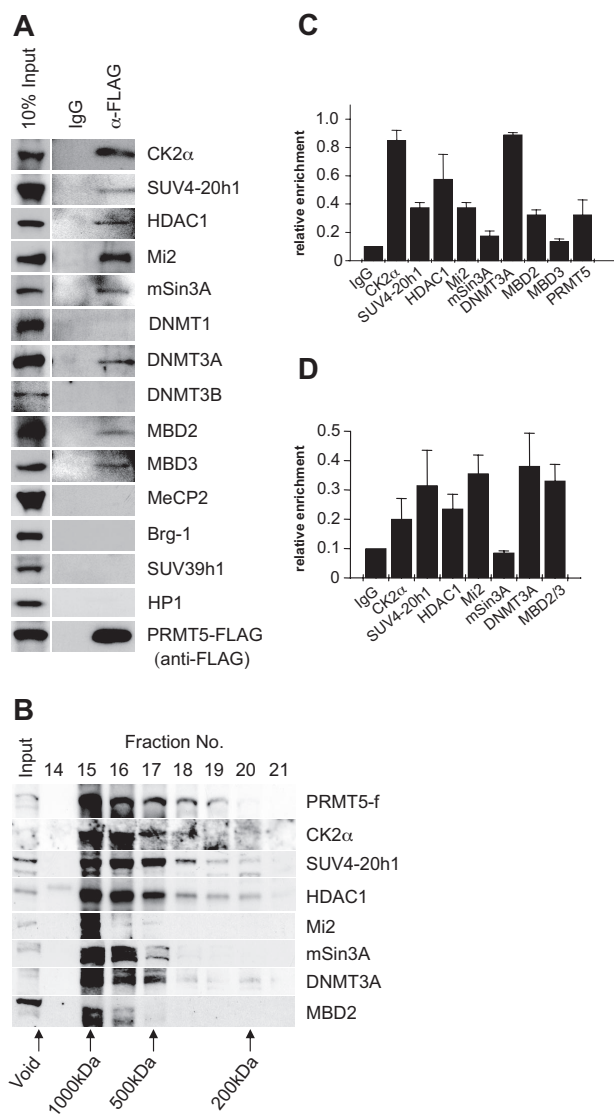 A
10% Input
IgG
α-FLAG
CK2α
SUV4-20h1
HDAC1
Mi2
mSin3A
DNMT1
DNMT3A
DNMT3B
MBD2
MBD3
MeCP2
Brg-1
SUV39h1
HP1
PRMT5-FLAG
(anti-FLAG)
C
relative enrichment
1.0
0.8
0.6
0.4
0.2
0
IgG
CK2α
SUV4-20h1
HDAC1
Mi2
mSin3A
DNMT3A
MBD2
MBD3
PRMT5
D
relative enrichment
0.5
0.4
0.3
0.2
0.1
0
IgG
CK2α
SUV4-20h1
HDAC1
Mi2
mSin3A
DNMT3A
MBD2/3
B
Fraction No.
Input
14 15 16 17 18 19 20 21
PRMT5-f
CK2α
SUV4-20h1
HDAC1
Mi2
mSin3A
DNMT3A
MBD2
Void
1000kDa
500kDa
200kDa